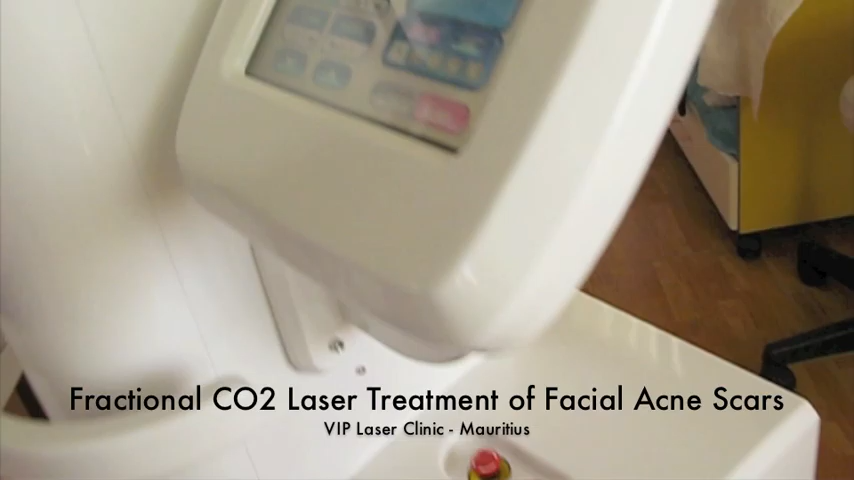 Fractional CO2 Laser Treatment of Facial Acne Scars
VIP Laser Clinic - Mauritius